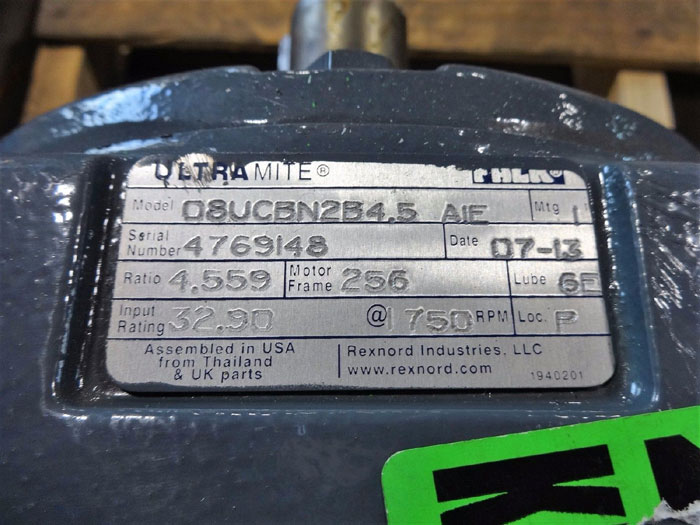 ULTRAMITE® FALK®
Model 08UCBN2B4.5 A1E Mtg 1
Serial Number 4769148 Date 07-13
Ratio 4.559 Motor Frame 256 Lube 6E
Input Rating 32.90 @ 1750 RPM Loc. P
Assembled in USA
from Thailand
& UK parts
Rexnord Industries, LLC
www.rexnord.com
1940201
K